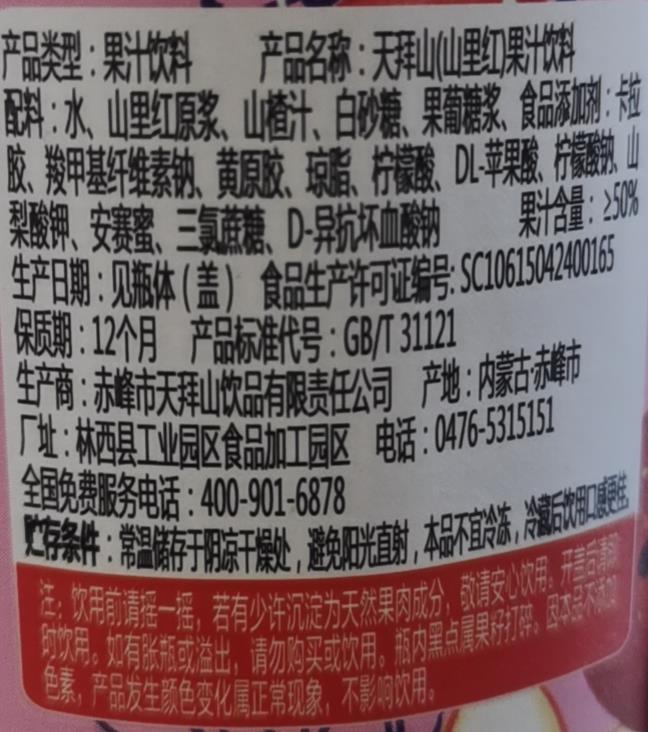 产品类型：果汁饮料 产品名称：天拜山(山里红)果汁饮料
配料：水、山里红原浆、山楂汁、白砂糖、果葡糖浆、食品添加剂：卡拉
胶、羧甲基纤维素钠、黄原胶、琼脂、柠檬酸、DL-苹果酸、柠檬酸钠、山
梨酸钾、安赛蜜、三氯蔗糖、D-异抗坏血酸钠 果汁含量：≥50%
生产日期：见瓶体（盖） 食品生产许可证编号: SC10615042400165
保质期：12个月 产品标准代号：GB/T 31121
生产商：赤峰市天拜山饮品有限责任公司 产地：内蒙古·赤峰市
厂址：林西县工业园区食品加工园区 电话：0476-5315151
全国免费服务电话：400-901-6878
贮存条件：常温储存于阴凉干燥处，避免阳光直射，本品不宜冷冻，冷藏后饮用口感更佳.
注：饮用前请摇一摇，若有少许沉淀为天然果肉成分，敬请安心饮用。开盖后请即
时饮用。如有胀瓶或溢出，请勿购买或饮用。瓶内黑点属果籽打碎。因本品不添加
色素，产品发生颜色变化属正常现象，不影响饮用。